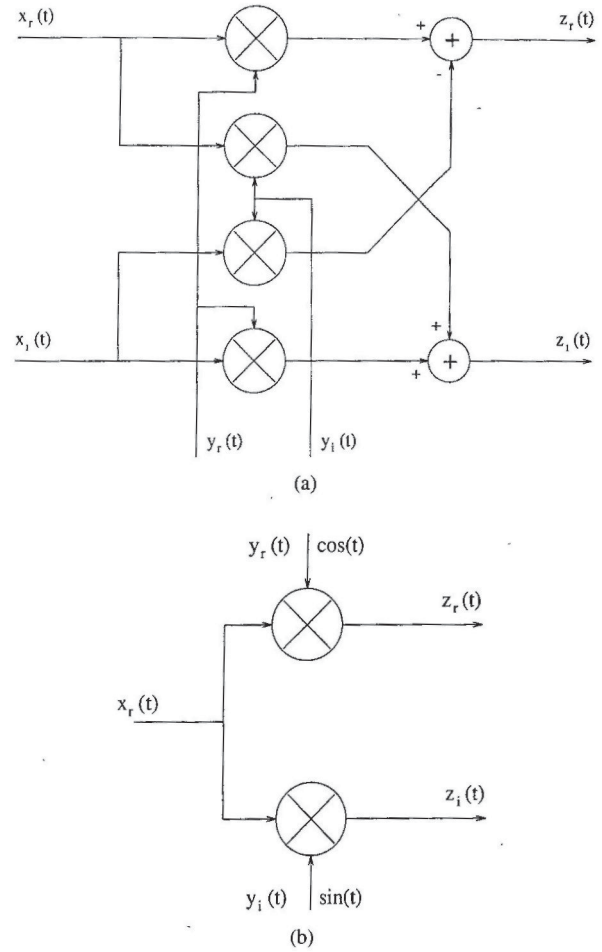 x_r(t)
+
+
z_r(t)
-
x_i(t)
+
+
+
z_i(t)
y_r(t)
y_i(t)
(a)
y_r(t) cos(t)
z_r(t)
x_r(t)
z_i(t)
y_i(t) sin(t)
(b)